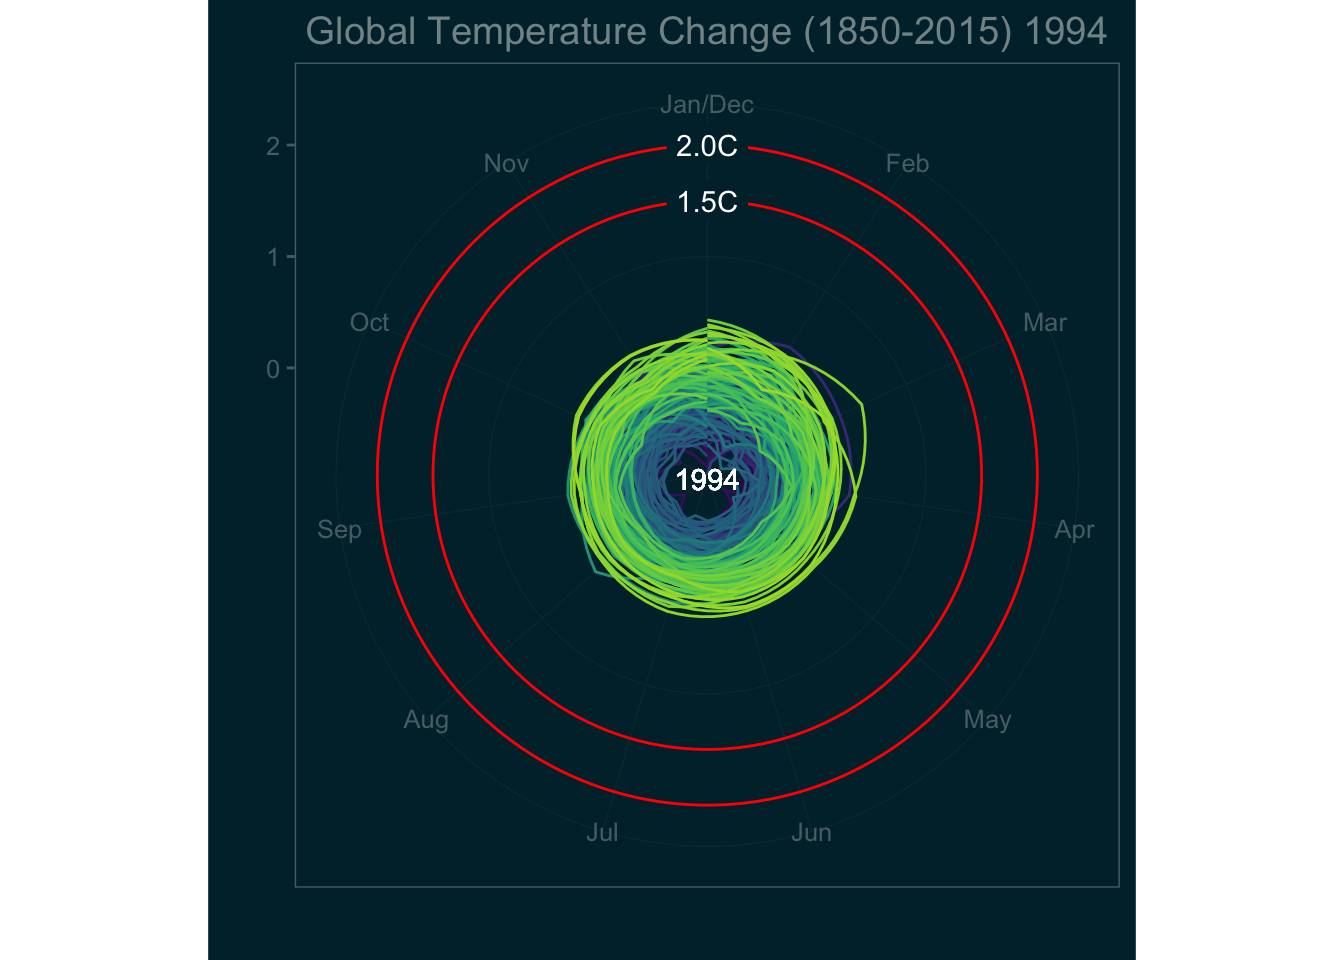 Global Temperature Change (1850-2015) 1994
Jan/Dec
2
2.0C
Nov
Feb
1.5C
1
Oct
Mar
0
1994
Sep
Apr
Aug
May
Jul
Jun